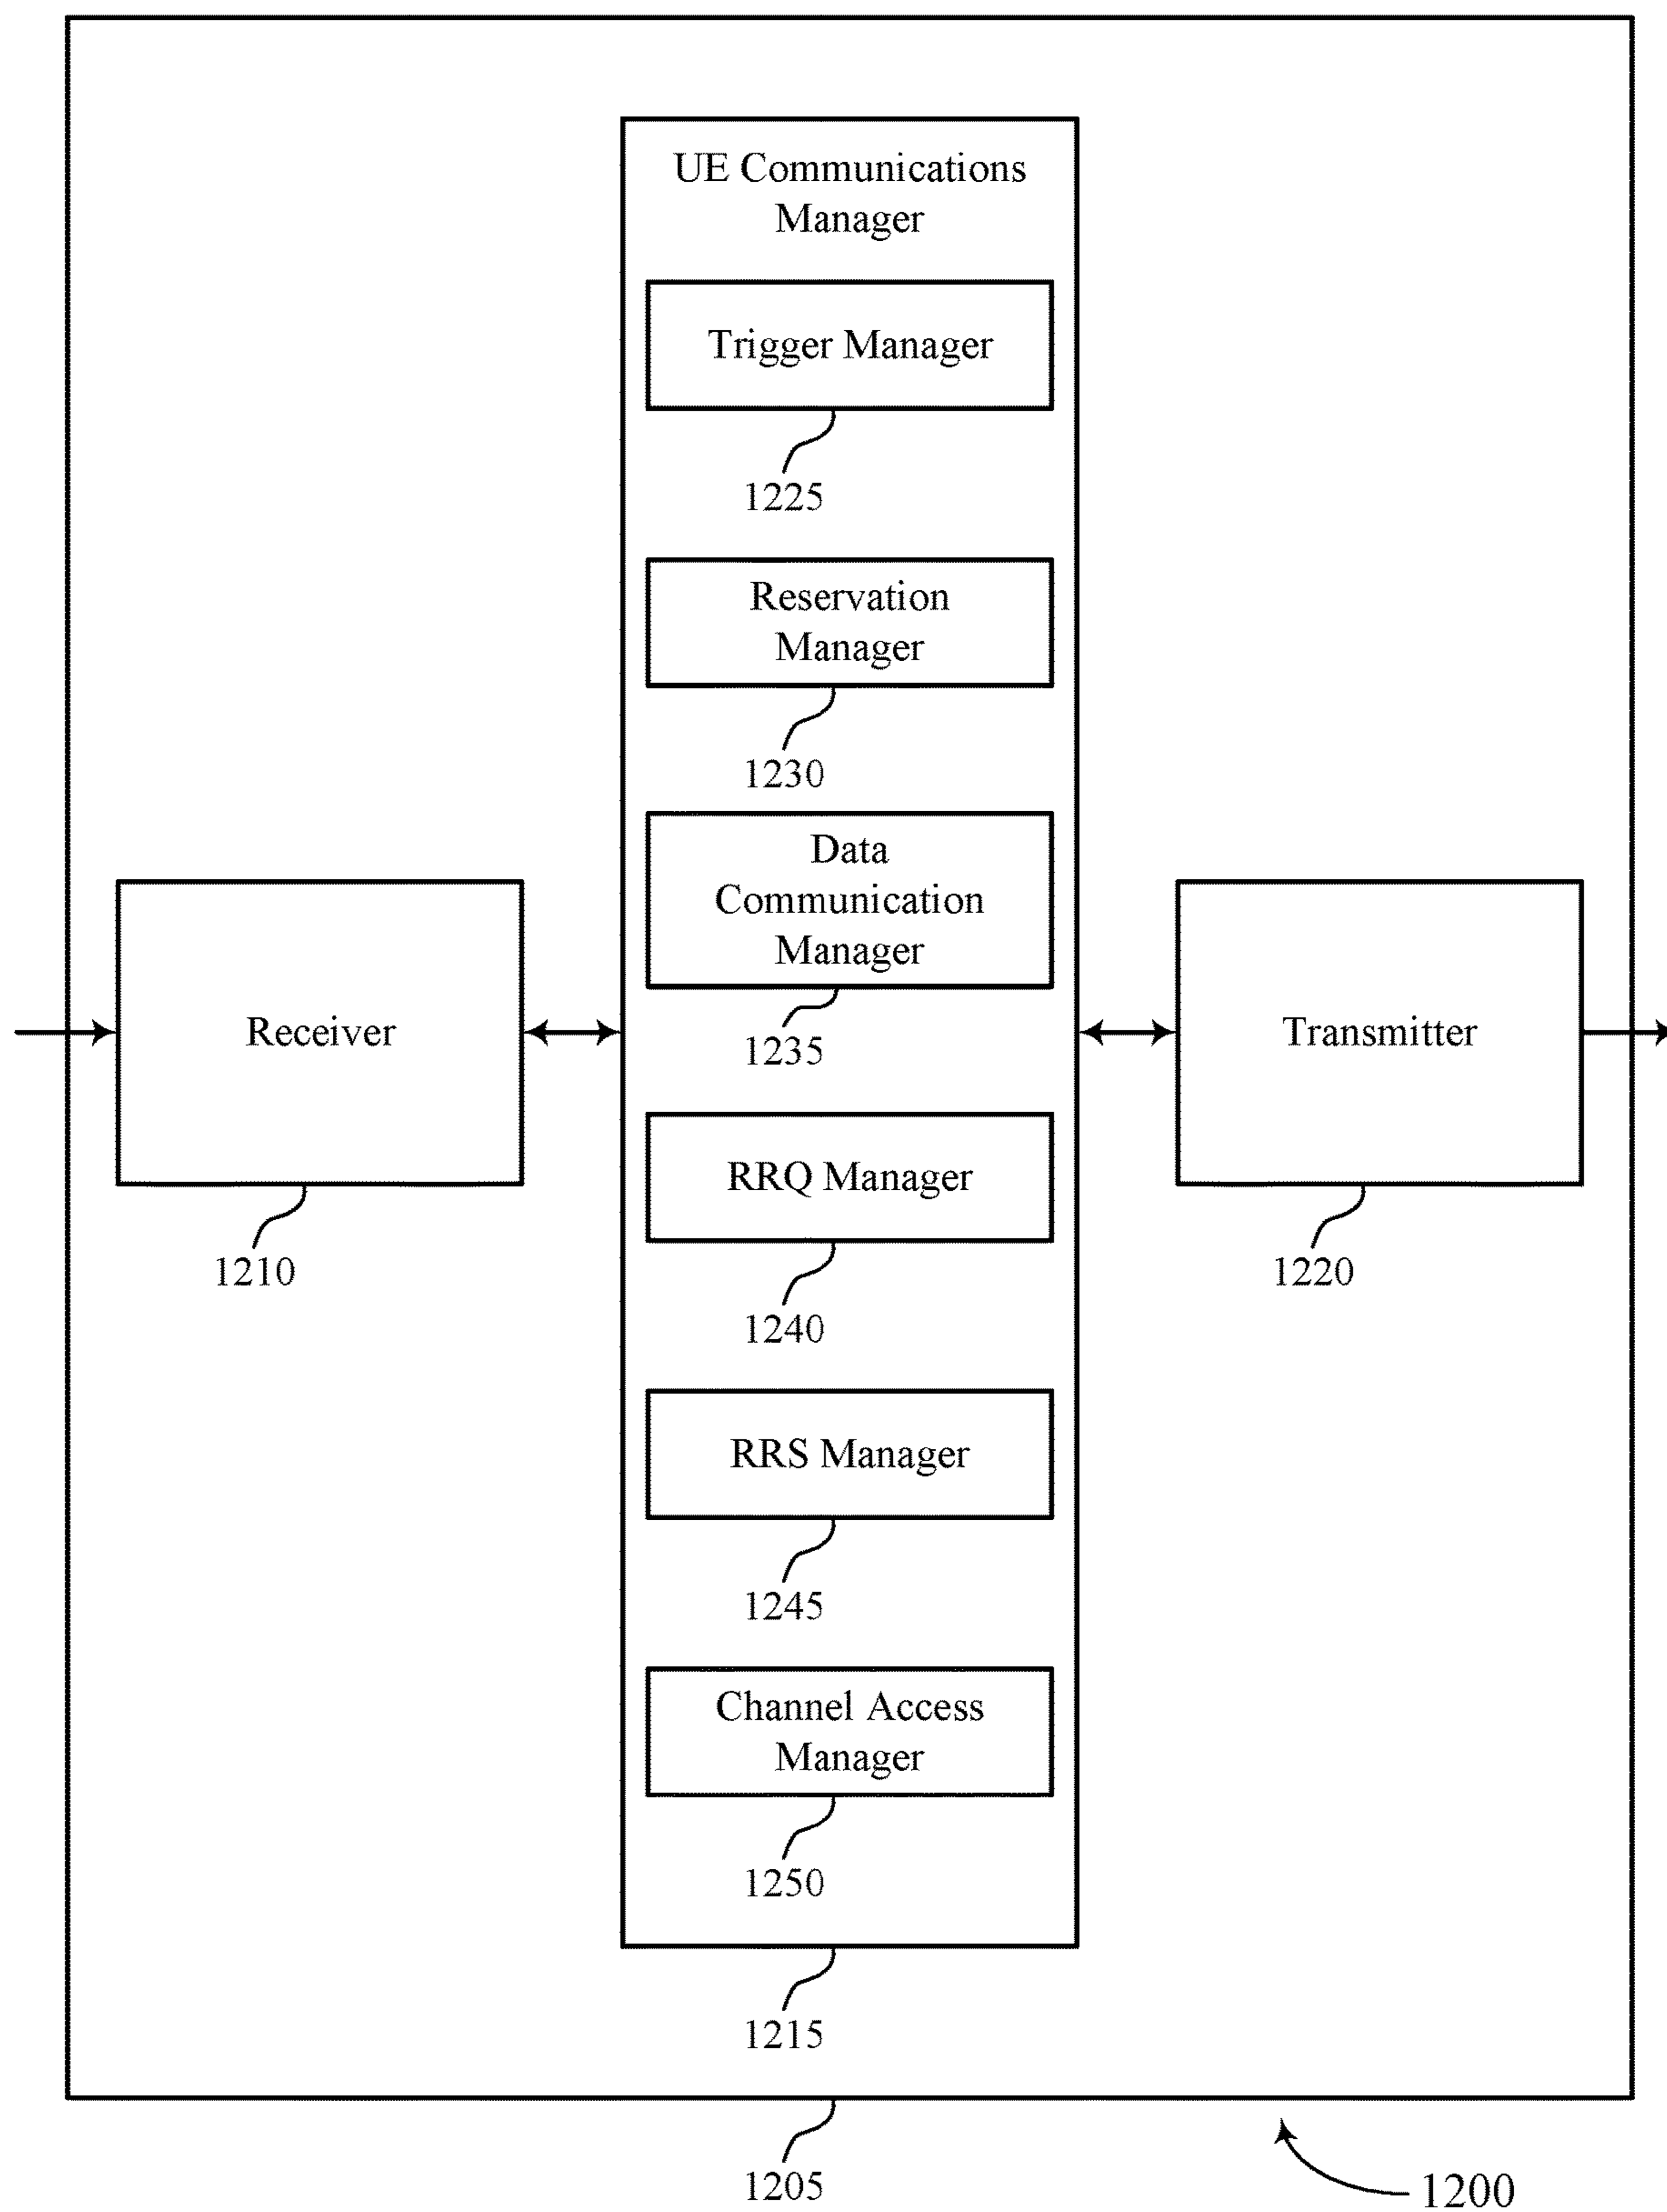 UE Communications
Manager
Trigger Manager
1225
Reservation
Manager
1230
Data
Communication
Manager
1235
Receiver
1210
Transmitter
1220
RRQ Manager
1240
RRS Manager
1245
Channel Access
Manager
1250
1215
1205
1200